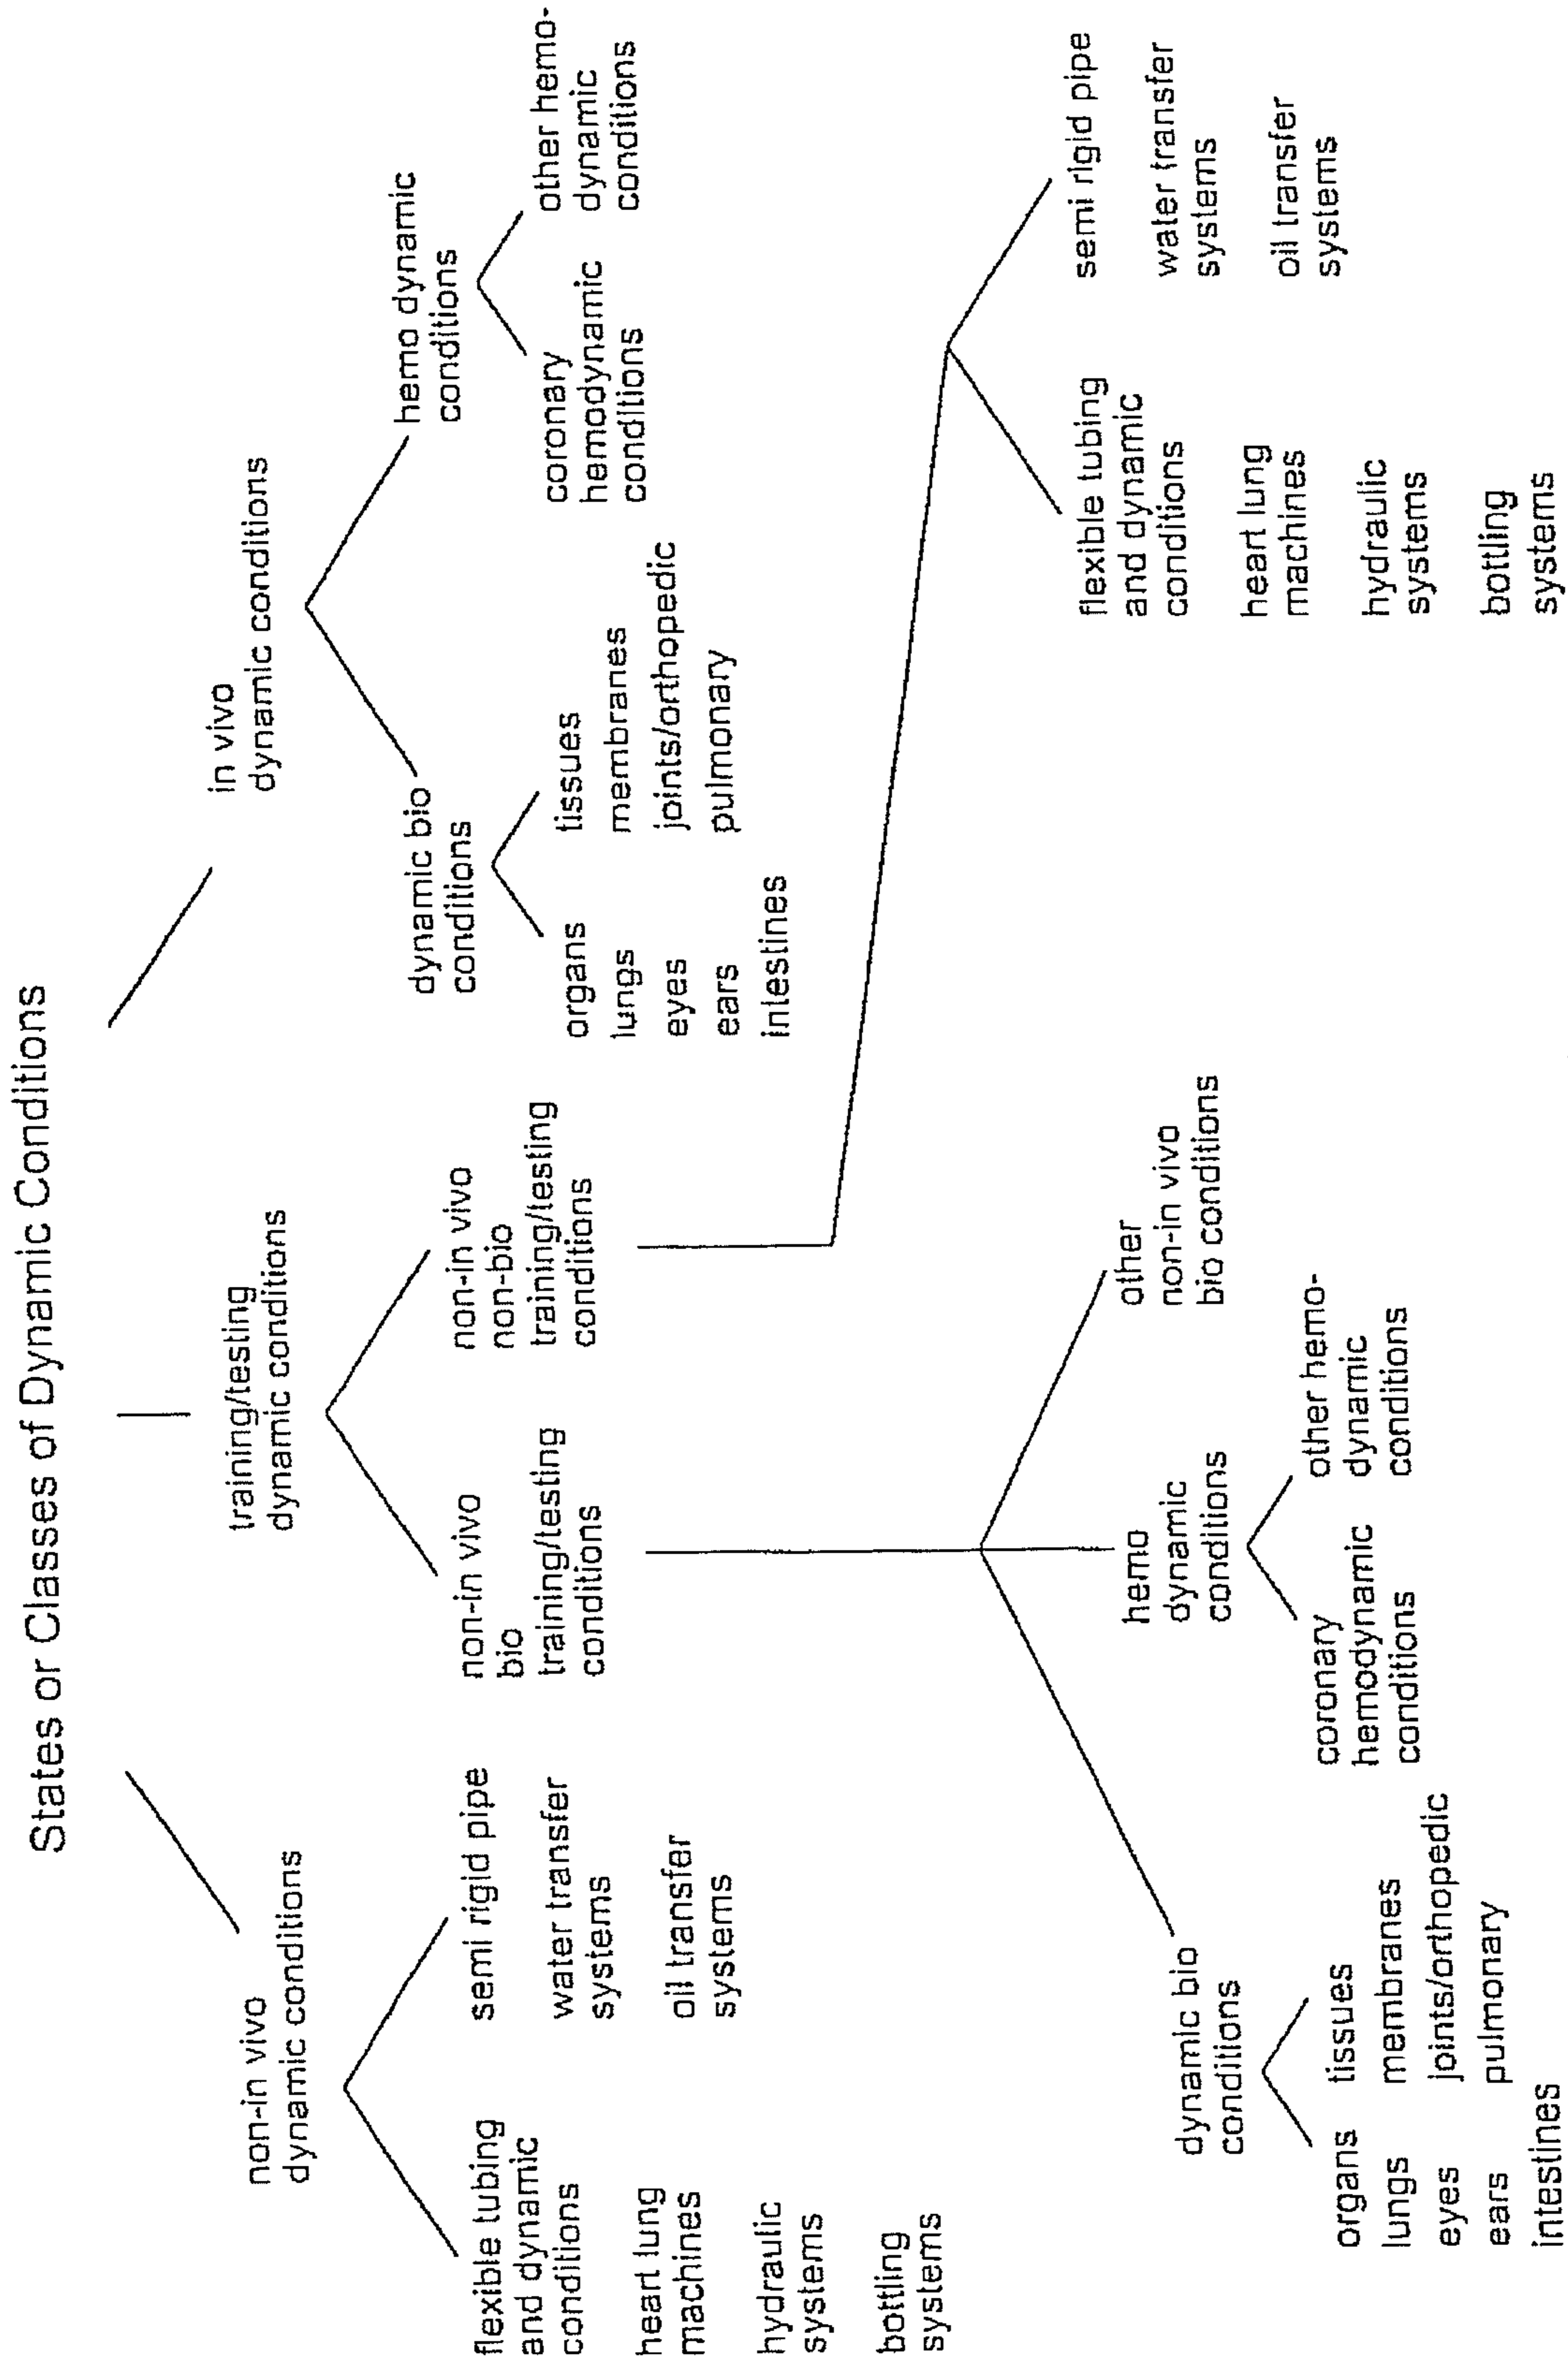 States or Classes of Dynamic Conditions
non-in vivo
dynamic conditions
flexible tubing
and dynamic
conditions
heart lung
machines
hydraulic
systems
bottling
systems
semi rigid pipe
water transfer
systems
oil transfer
systems
training/testing
dynamic conditions
non-in vivo
bio
training/testing
conditions
dynamic bio
conditions
organs
lungs
eyes
ears
intestines
tissues
membranes
joints/orthopedic
pulmonary
hemo
dynamic
conditions
coronary
hemodynamic
conditions
other hemo-
dynamic
conditions
other
non-in vivo
bio conditions
non-in vivo
non-bio
training/testing
conditions
flexible tubing
and dynamic
conditions
heart lung
machines
hydraulic
systems
bottling
systems
semi rigid pipe
water transfer
systems
oil transfer
systems
in vivo
dynamic conditions
dynamic bio
conditions
organs
lungs
eyes
ears
intestines
tissues
membranes
joints/orthopedic
pulmonary
hemo dynamic
conditions
coronary
hemodynamic
conditions
other hemo-
dynamic
conditions